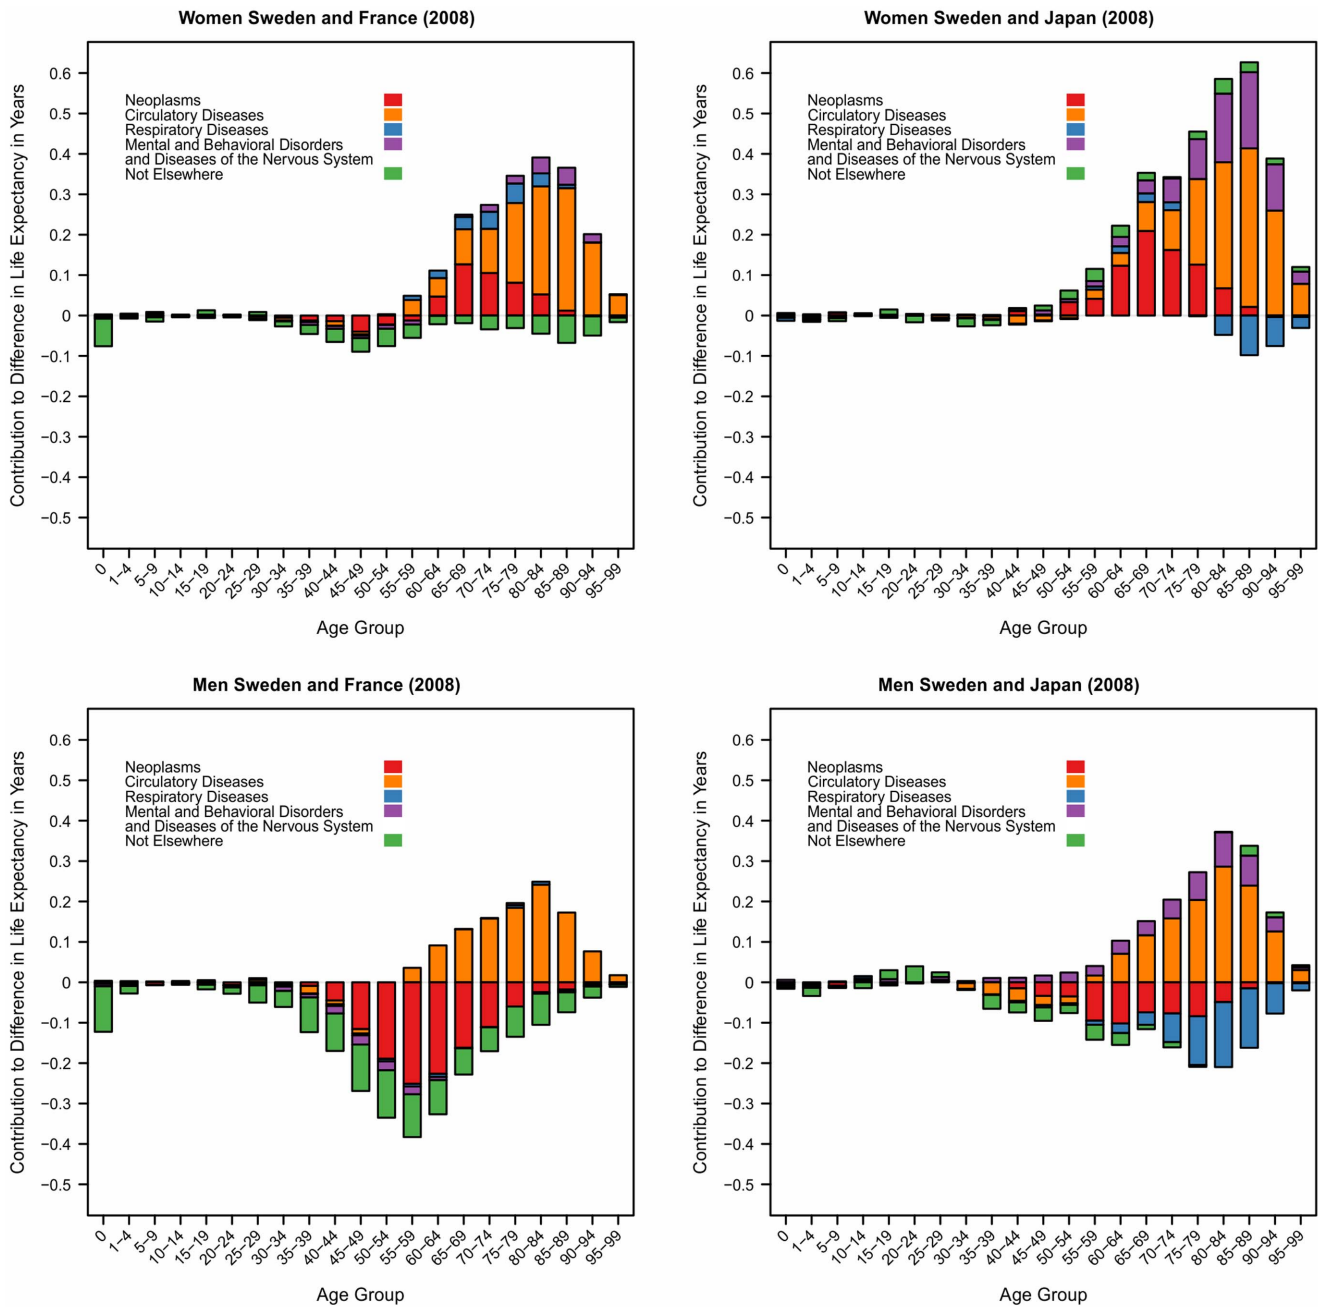 Women Sweden and France (2008)
Contribution to Difference in Life Expectancy in Years
0.6
0.5
0.4
0.3
0.2
0.1
0
−0.1
−0.2
−0.3
−0.4
−0.5
Neoplasms
Circulatory Diseases
Respiratory Diseases
Mental and Behavioral Disorders
and Diseases of the Nervous System
Not Elsewhere
0 1−4 5−9 10−14 15−19 20−24 25−29 30−34 35−39 40−44 45−49 50−54 55−59 60−64 65−69 70−74 75−79 80−84 85−89 90−94 95−99
Age Group
Women Sweden and Japan (2008)
Contribution to Difference in Life Expectancy in Years
0.6
0.5
0.4
0.3
0.2
0.1
0
−0.1
−0.2
−0.3
−0.4
−0.5
Neoplasms
Circulatory Diseases
Respiratory Diseases
Mental and Behavioral Disorders
and Diseases of the Nervous System
Not Elsewhere
0 1−4 5−9 10−14 15−19 20−24 25−29 30−34 35−39 40−44 45−49 50−54 55−59 60−64 65−69 70−74 75−79 80−84 85−89 90−94 95−99
Age Group
Men Sweden and France (2008)
Contribution to Difference in Life Expectancy in Years
0.6
0.5
0.4
0.3
0.2
0.1
0
−0.1
−0.2
−0.3
−0.4
−0.5
Neoplasms
Circulatory Diseases
Respiratory Diseases
Mental and Behavioral Disorders
and Diseases of the Nervous System
Not Elsewhere
0 1−4 5−9 10−14 15−19 20−24 25−29 30−34 35−39 40−44 45−49 50−54 55−59 60−64 65−69 70−74 75−79 80−84 85−89 90−94 95−99
Age Group
Men Sweden and Japan (2008)
Contribution to Difference in Life Expectancy in Years
0.6
0.5
0.4
0.3
0.2
0.1
0
−0.1
−0.2
−0.3
−0.4
−0.5
Neoplasms
Circulatory Diseases
Respiratory Diseases
Mental and Behavioral Disorders
and Diseases of the Nervous System
Not Elsewhere
0 1−4 5−9 10−14 15−19 20−24 25−29 30−34 35−39 40−44 45−49 50−54 55−59 60−64 65−69 70−74 75−79 80−84 85−89 90−94 95−99
Age Group